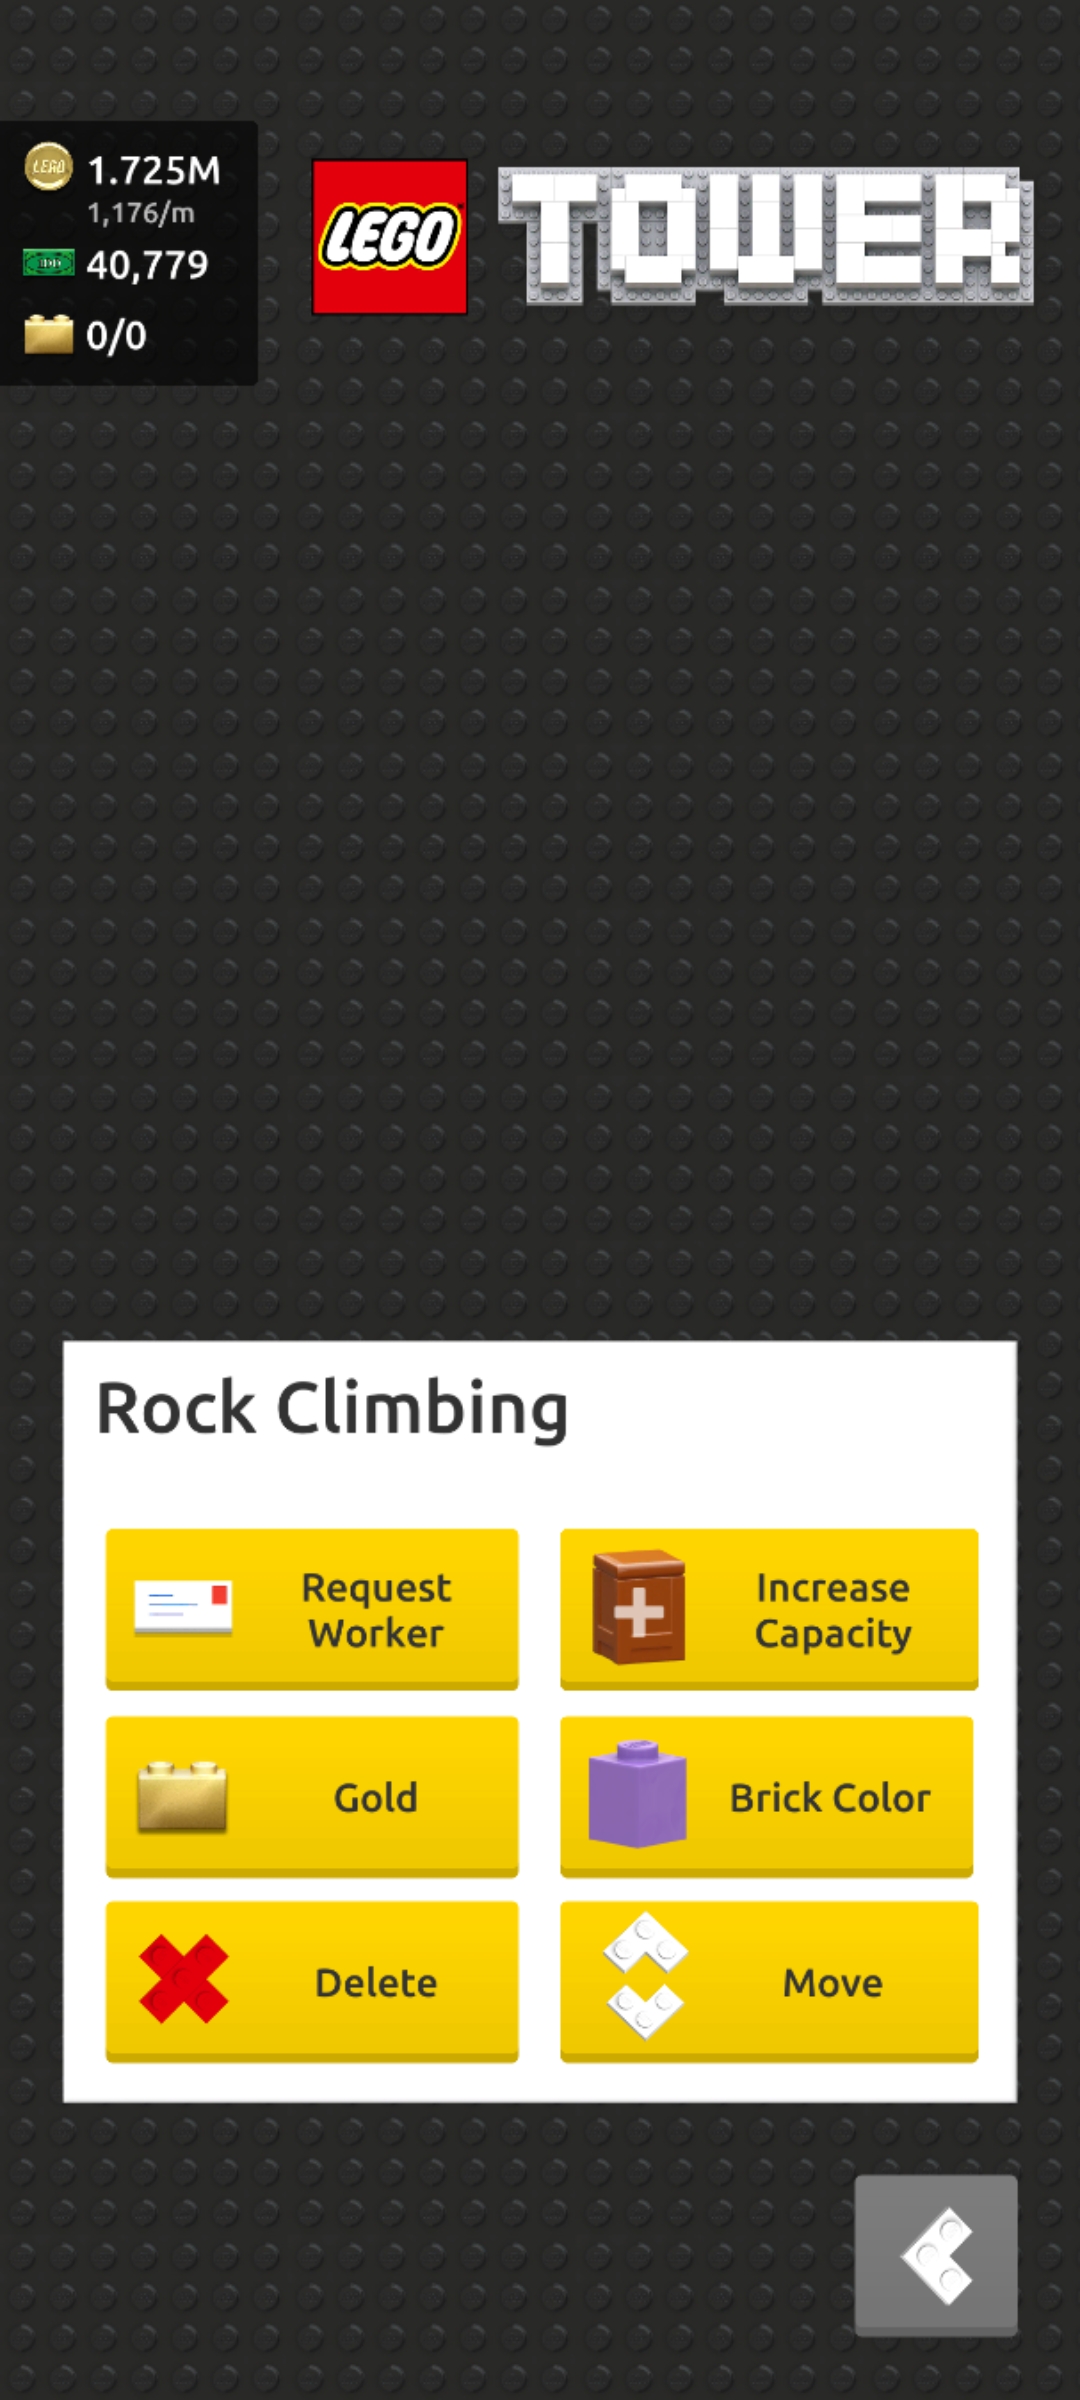 LEGO
1.725M
1,176/m
40,779
0/0
LEGO
TOWER
Rock Climbing
Request
Worker
Increase
Capacity
Gold
Brick Color
Delete
Move